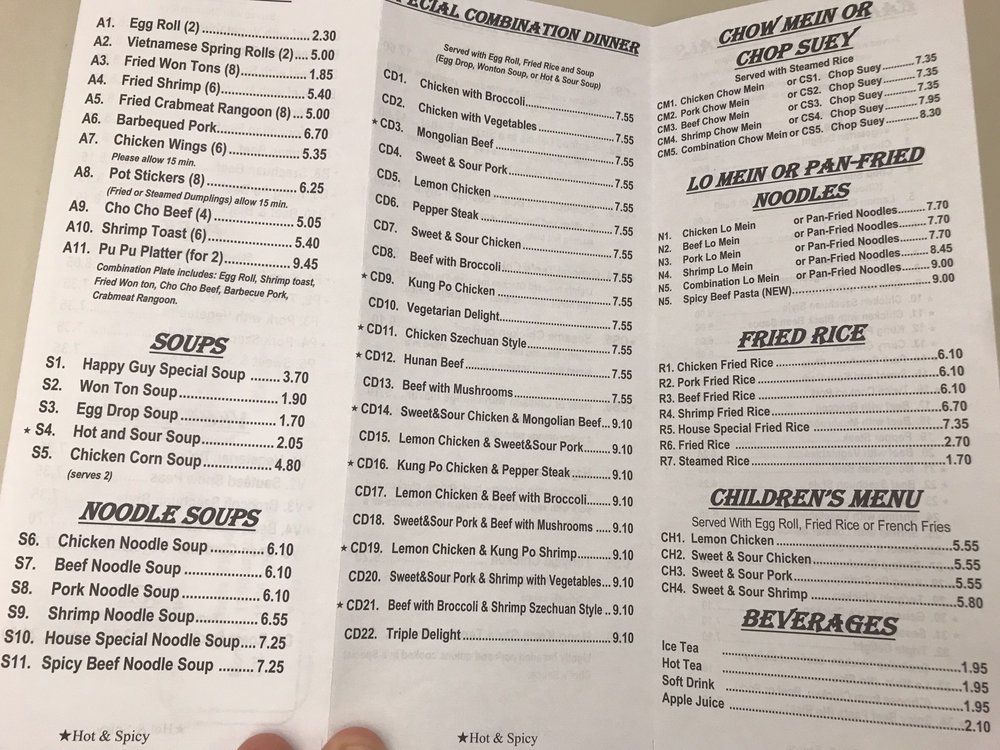 A1. Egg Roll (2) 2.30
A2. Vietnamese Spring Rolls (2) 5.00
A3. Fried Won Tons (8) 1.85
A4. Fried Shrimp (6) 5.40
A5. Fried Crabmeat Rangoon (8) 5.00
A6. Barbequed Pork 6.70
A7. Chicken Wings (6) 5.35
Please allow 15 min.
A8. Pot Stickers (8) 6.25
(Fried or Steamed Dumplings) allow 15 min.
A9. Cho Cho Beef (4) 5.05
A10. Shrimp Toast (6) 5.40
A11. Pu Pu Platter (for 2) 9.45
Combination Plate includes: Egg Roll, Shrimp toast,
Fried Won ton, Cho Cho Beef, Barbecue Pork,
Crabmeat Rangoon.
SOUPS
S1. Happy Guy Special Soup 3.70
S2. Won Ton Soup 1.90
S3. Egg Drop Soup 1.70
★ S4. Hot and Sour Soup 2.05
S5. Chicken Corn Soup 4.80
(serves 2)
NOODLE SOUPS
S6. Chicken Noodle Soup 6.10
S7. Beef Noodle Soup 6.10
S8. Pork Noodle Soup 6.10
S9. Shrimp Noodle Soup 6.55
S10. House Special Noodle Soup 7.25
S11. Spicy Beef Noodle Soup 7.25
★Hot & Spicy
SPECIAL COMBINATION DINNER
Served with Egg Roll, Fried Rice and Soup
(Egg Drop, Wonton Soup, or Hot & Sour Soup)
CD1. Chicken with Broccoli 7.55
CD2. Chicken with Vegetables 7.55
★ CD3. Mongolian Beef 7.55
CD4. Sweet & Sour Pork 7.55
CD5. Lemon Chicken 7.55
CD6. Pepper Steak 7.55
CD7. Sweet & Sour Chicken 7.55
CD8. Beef with Broccoli 7.55
★ CD9. Kung Po Chicken 7.55
CD10. Vegetarian Delight 7.55
★ CD11. Chicken Szechuan Style 7.55
★ CD12. Hunan Beef 7.55
CD13. Beef with Mushrooms 7.55
★ CD14. Sweet&Sour Chicken & Mongolian Beef 9.10
CD15. Lemon Chicken & Sweet&Sour Pork 9.10
★ CD16. Kung Po Chicken & Pepper Steak 9.10
CD17. Lemon Chicken & Beef with Broccoli 9.10
CD18. Sweet&Sour Pork & Beef with Mushrooms 9.10
★ CD19. Lemon Chicken & Kung Po Shrimp 9.10
CD20. Sweet&Sour Pork & Shrimp with Vegetables 9.10
★ CD21. Beef with Broccoli & Shrimp Szechuan Style 9.10
CD22. Triple Delight 9.10
★Hot & Spicy
CHOW MEIN OR
CHOP SUEY
Served with Steamed Rice
CM1. Chicken Chow Mein or CS1. Chop Suey 7.35
CM2. Pork Chow Mein or CS2. Chop Suey 7.35
CM3. Beef Chow Mein or CS3. Chop Suey 7.35
CM4. Shrimp Chow Mein or CS4. Chop Suey 7.95
CM5. Combination Chow Mein or CS5. Chop Suey 8.30
LO MEIN OR PAN-FRIED
NOODLES
N1. Chicken Lo Mein or Pan-Fried Noodles 7.70
N2. Beef Lo Mein or Pan-Fried Noodles 7.70
N3. Pork Lo Mein or Pan-Fried Noodles 7.70
N4. Shrimp Lo Mein or Pan-Fried Noodles 8.45
N5. Combination Lo Mein or Pan-Fried Noodles 9.00
N5. Spicy Beef Pasta (NEW) 9.00
FRIED RICE
R1. Chicken Fried Rice 6.10
R2. Pork Fried Rice 6.10
R3. Beef Fried Rice 6.10
R4. Shrimp Fried Rice 6.70
R5. House Special Fried Rice 7.35
R6. Fried Rice 2.70
R7. Steamed Rice 1.70
CHILDREN'S MENU
Served With Egg Roll, Fried Rice or French Fries
CH1. Lemon Chicken 5.55
CH2. Sweet & Sour Chicken 5.55
CH3. Sweet & Sour Pork 5.55
CH4. Sweet & Sour Shrimp 5.80
BEVERAGES
Ice Tea 1.95
Hot Tea 1.95
Soft Drink 1.95
Apple Juice 2.10